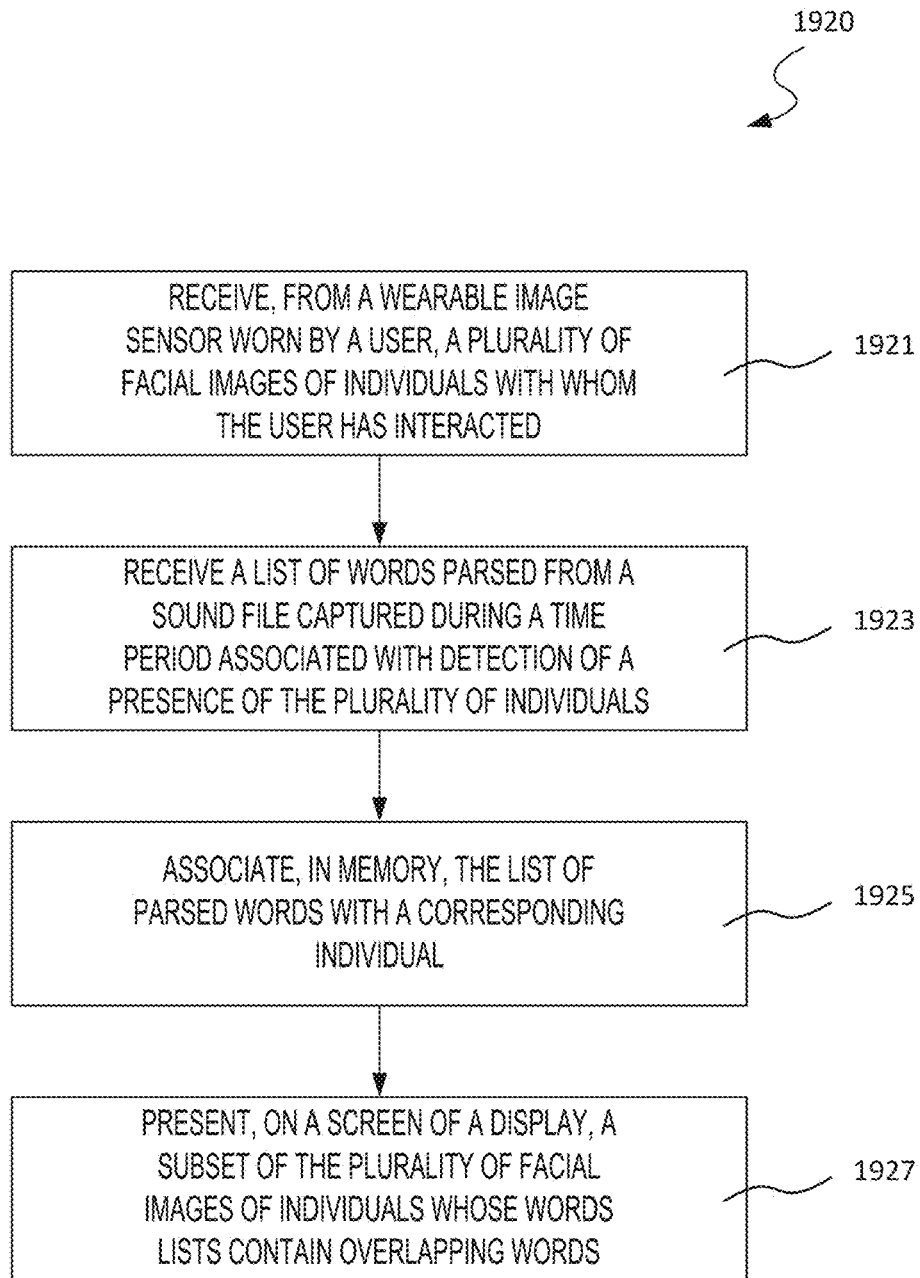 1920
RECEIVE, FROM A WEARABLE IMAGE
SENSOR WORN BY A USER, A PLURALITY OF
FACIAL IMAGES OF INDIVIDUALS WITH WHOM
THE USER HAS INTERACTED
1921
RECEIVE A LIST OF WORDS PARSED FROM A
SOUND FILE CAPTURED DURING A TIME
PERIOD ASSOCIATED WITH DETECTION OF A
PRESENCE OF THE PLURALITY OF INDIVIDUALS
1923
ASSOCIATE, IN MEMORY, THE LIST OF
PARSED WORDS WITH A CORRESPONDING
INDIVIDUAL
1925
PRESENT, ON A SCREEN OF A DISPLAY, A
SUBSET OF THE PLURALITY OF FACIAL
IMAGES OF INDIVIDUALS WHOSE WORDS
LISTS CONTAIN OVERLAPPING WORDS
1927